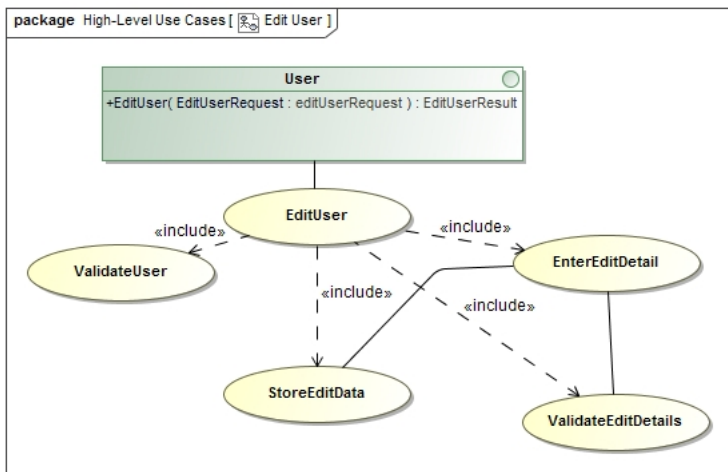 package High-Level Use Cases [ Edit User ]
User
+EditUser( EditUserRequest : editUserRequest ) : EditUserResult
EditUser
«include»
«include»
ValidateUser
EnterEditDetail
«include»
«include»
StoreEditData
ValidateEditDetails